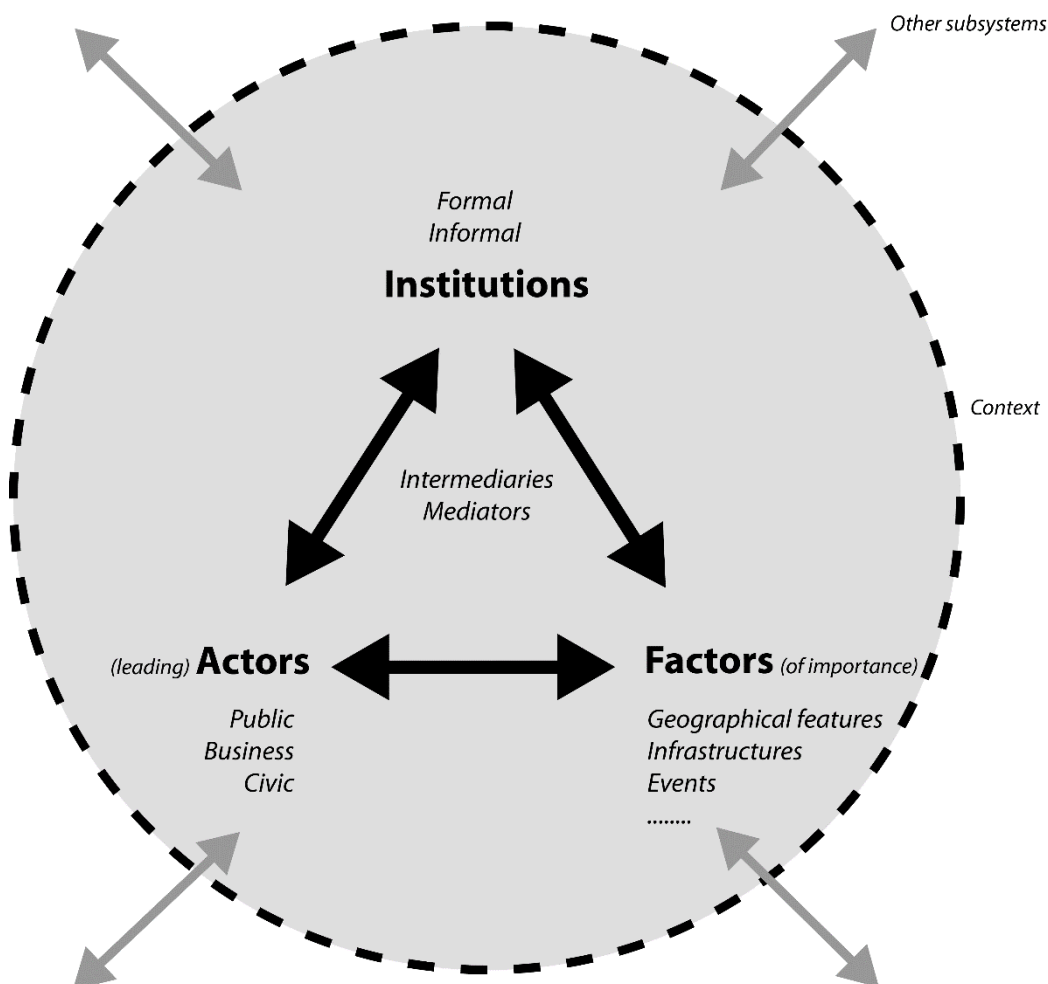 Other subsystems
Formal
Informal
Institutions
Context
Intermediaries
Mediators
(leading) Actors
Public
Business
Civic
Factors (of importance)
Geographical features
Infrastructures
Events
........